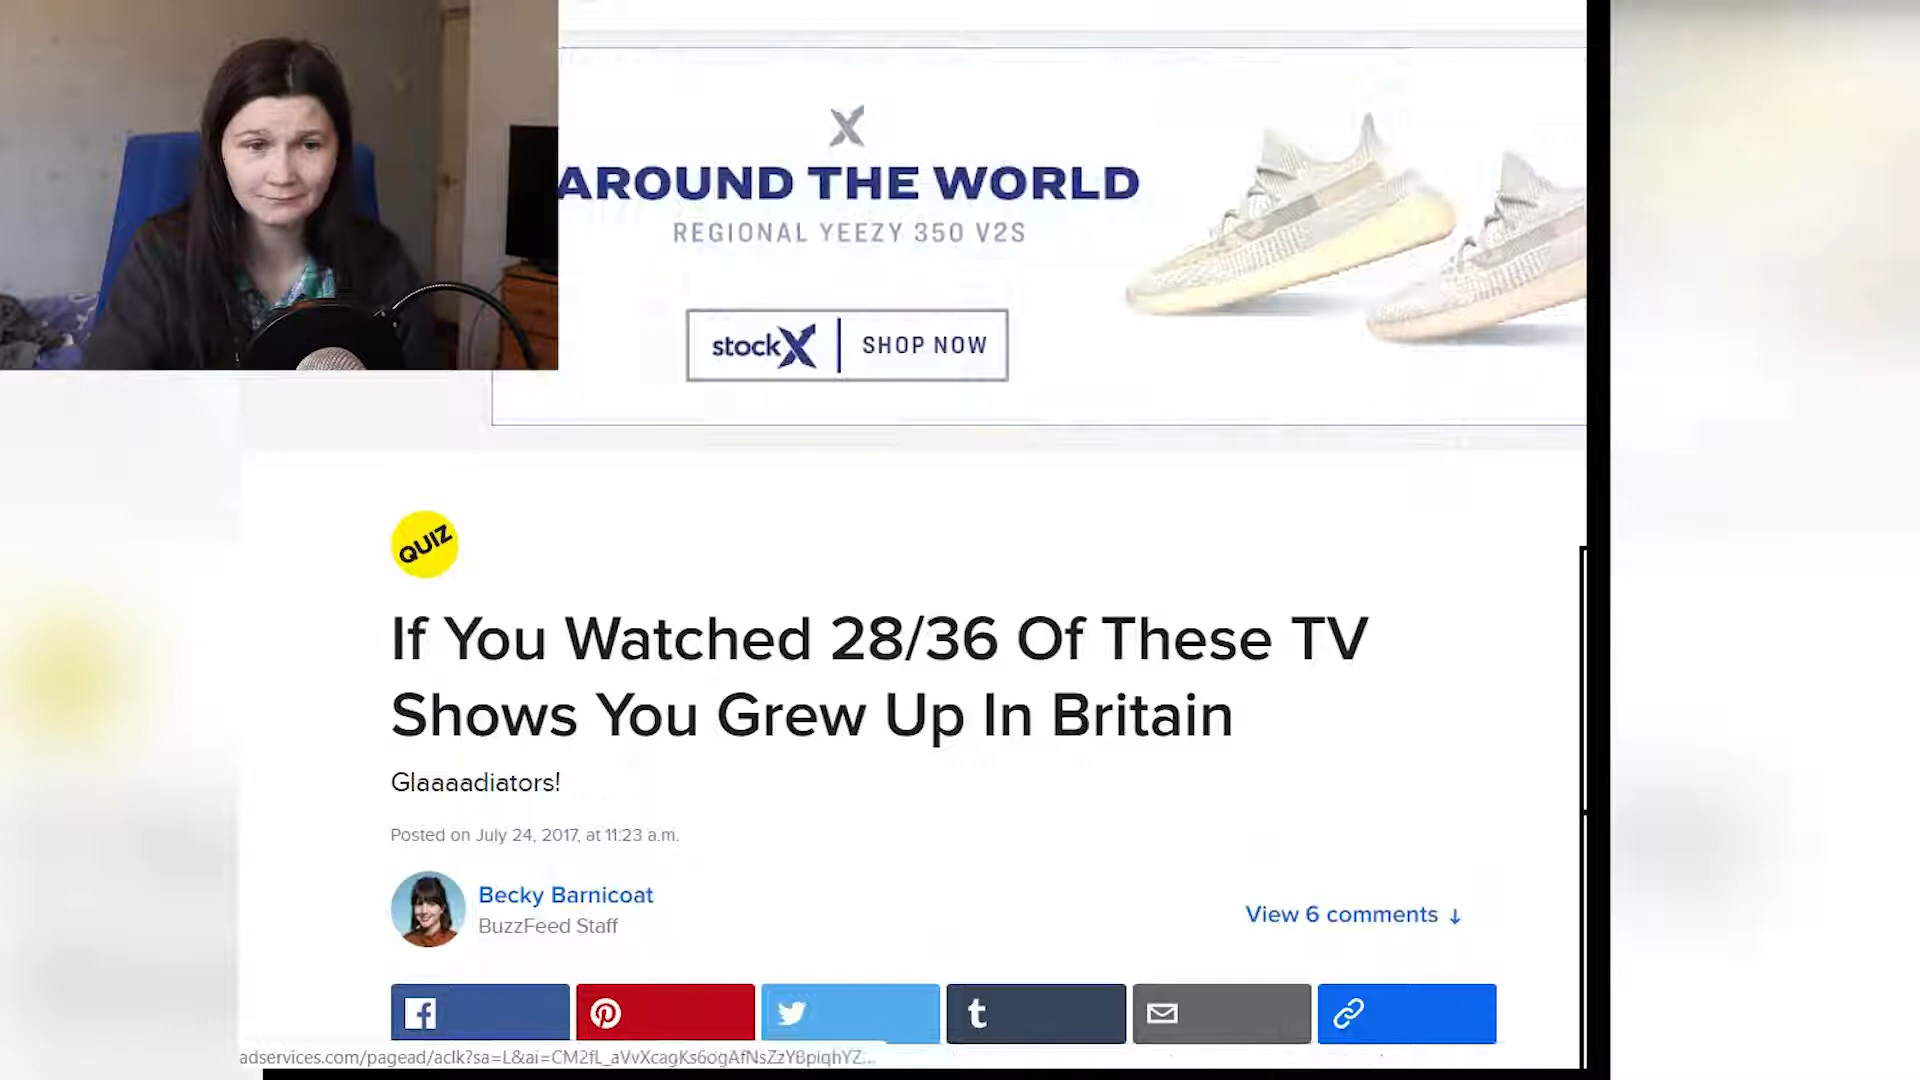 AROUND THE WORLD
REGIONAL YEEZY 350 V2S
stockX | SHOP NOW
QUIZ
If You Watched 28/36 Of These TV
Shows You Grew Up In Britain
Glaaaadiators!
Posted on July 24, 2017, at 11:23 a.m.
Becky Barnicoat
BuzzFeed Staff
View 6 comments ↓